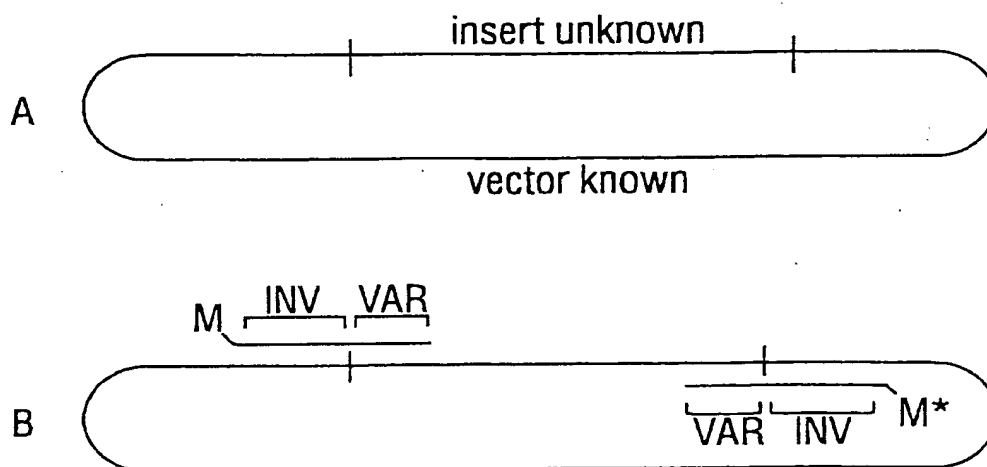 insert unknown
A
vector known
INV VAR
M
B
VAR INV M*